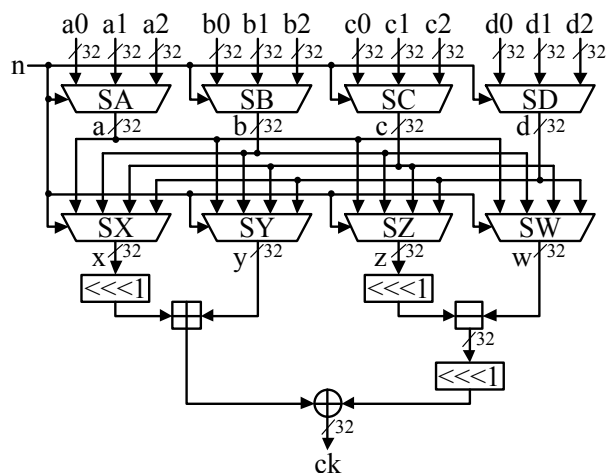 a0 a1 a2 b0 b1 b2 c0 c1 c2 d0 d1 d2
32 32 32 32 32 32 32 32 32 32 32 32
n
SA SB SC SD
a 32 b 32 c 32 d 32
SX SY SZ SW
x 32 y 32 z 32 w 32
<<<1 <<<1
32
<<<1
32
ck